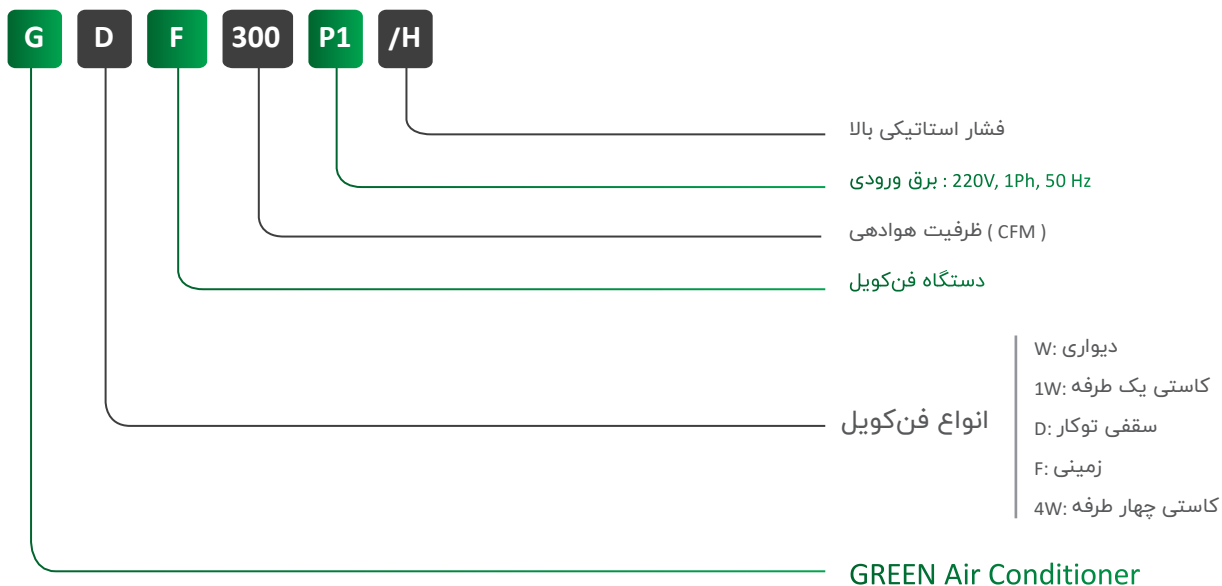 G D F 300 P1 /H
فشار استاتیکی بالا
برق ورودی : 220V, 1Ph, 50 Hz
ظرفیت هوادهی ( CFM )
دستگاه فن‌کویل
انواع فن‌کویل
W: دیواری
1W: کاستی یک طرفه
D: سقفی توکار
F: زمینی
4W: کاستی چهار طرفه
GREEN Air Conditioner